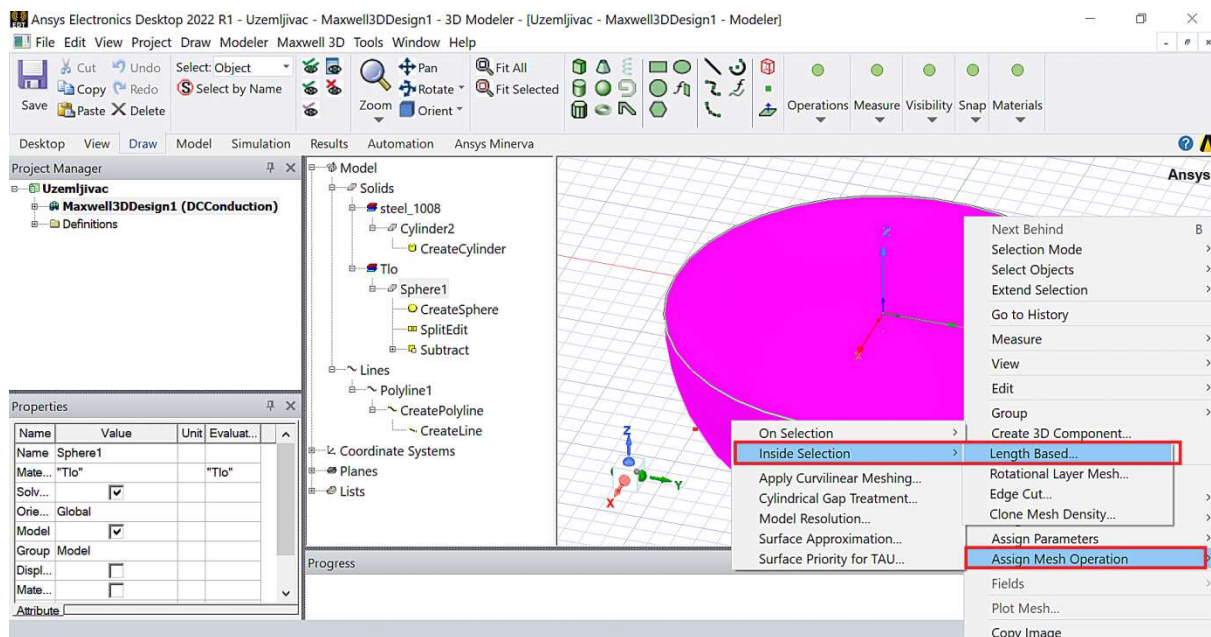 Ansys Electronics Desktop 2022 R1 - Uzemljivac - Maxwell3DDesign1 - 3D Modeler - [Uzemljivac - Maxwell3DDesign1 - Modeler]
File Edit View Project Draw Modeler Maxwell 3D Tools Window Help
Save
Cut Undo
Copy Redo
Paste Delete
Select: Object
Select by Name
Zoom
Pan
Rotate
Orient
Fit All
Fit Selected
Operations Measure Visibility Snap Materials
Desktop View Draw Model Simulation Results Automation Ansys Minerva
Project Manager
Uzemljivac
Maxwell3DDesign1 (DCConduction)
Definitions
Properties
Name Value Unit Evaluat...
Name Sphere1
Mate... "Tlo" "Tlo"
Solv...
Orie... Global
Model
Group Model
Displ...
Mate...
Attribute
Model
Solids
steel_1008
Cylinder2
CreateCylinder
Tlo
Sphere1
CreateSphere
SplitEdit
Subtract
Lines
Polyline1
CreatePolyline
CreateLine
Coordinate Systems
Planes
Lists
Ansys
Z
X
Z
Y
X
Progress
On Selection
Inside Selection
Apply Curvilinear Meshing...
Cylindrical Gap Treatment...
Model Resolution...
Surface Approximation...
Surface Priority for TAU...
Next Behind B
Selection Mode
Select Objects
Extend Selection
Go to History
Measure
View
Edit
Group
Create 3D Component...
Length Based...
Rotational Layer Mesh...
Edge Cut...
Clone Mesh Density...
Assign Parameters
Assign Mesh Operation
Fields
Plot Mesh...
Copy Image